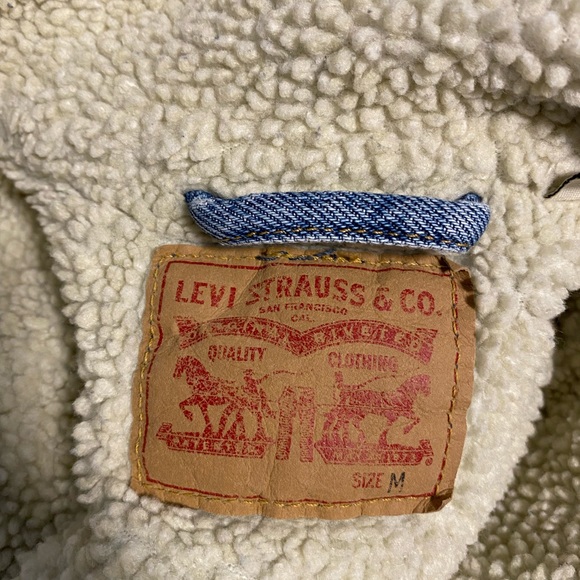 LEVI STRAUSS & CO.
SAN FRANCISCO
CAL.
QUALITY CLOTHING
SIZE M